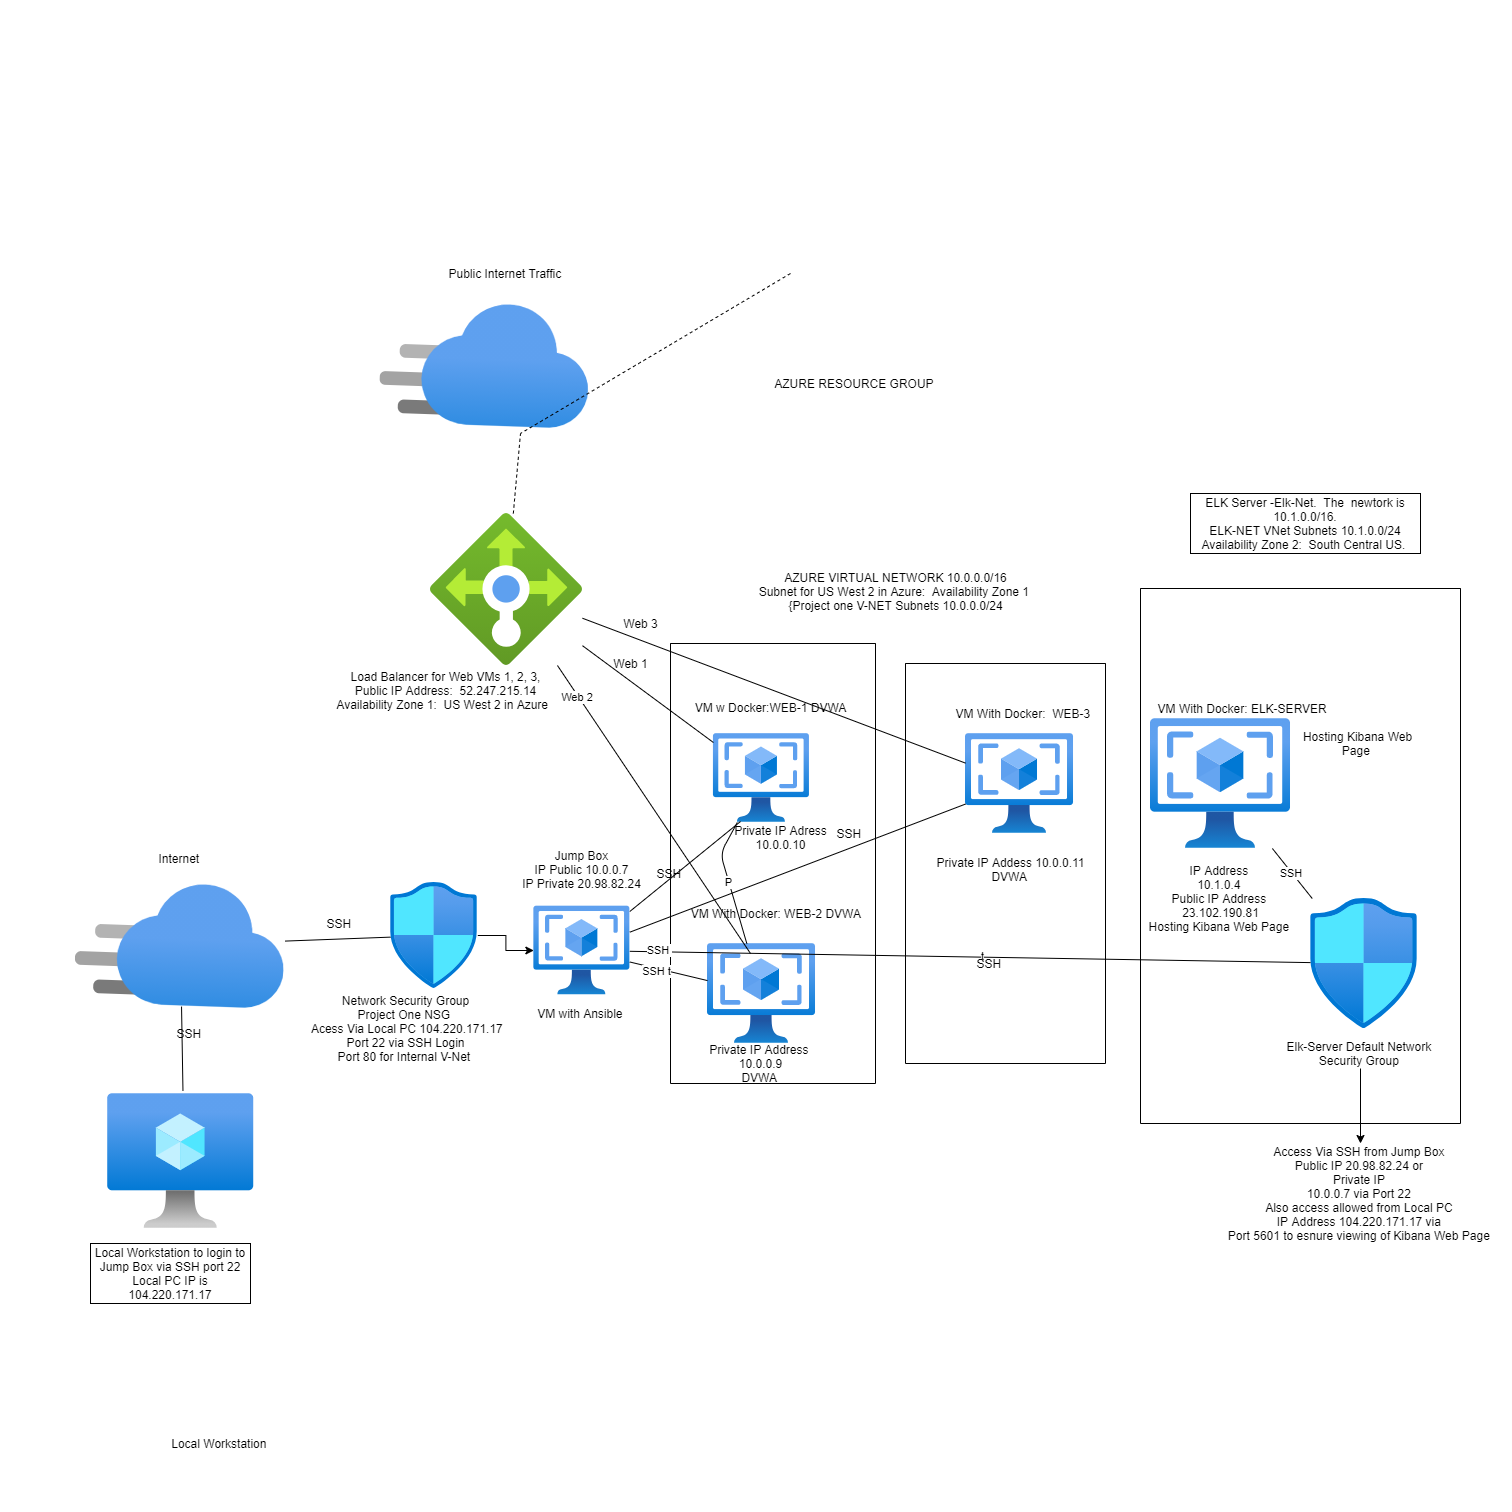 Public Internet Traffic
AZURE RESOURCE GROUP
ELK Server -Elk-Net.  The  newtork is
10.1.0.0/16.
ELK-NET VNet Subnets 10.1.0.0/24
Availability Zone 2:  South Central US.
AZURE VIRTUAL NETWORK 10.0.0.0/16
Subnet for US West 2 in Azure:  Availability Zone 1
{Project one V-NET Subnets 10.0.0.0/24
Web 3
Web 1
Web 2
Load Balancer for Web VMs 1, 2, 3,
Public IP Address:  52.247.215.14
Availability Zone 1:  US West 2 in Azure
VM w Docker:WEB-1 DVWA
VM With Docker:  WEB-3
VM With Docker: ELK-SERVER
Hosting Kibana Web
Page
Private IP Adress
10.0.0.10
SSH
Private IP Addess 10.0.0.11
DVWA
IP Address
10.1.0.4
Public IP Address
23.102.190.81
Hosting Kibana Web Page
SSH
Internet
Jump Box
IP Public 10.0.0.7
IP Private 20.98.82.24
SSH
P
VM With Docker: WEB-2 DVWA
SSH
SSH
SSH t
t
SSH
VM with Ansible
Network Security Group
Project One NSG
Acess Via Local PC 104.220.171.17
Port 22 via SSH Login
Port 80 for Internal V-Net
SSH
Private IP Address
10.0.0.9
DVWA
Elk-Server Default Network
Security Group
Access Via SSH from Jump Box
Public IP 20.98.82.24 or
Private IP
10.0.0.7 via Port 22
Also access allowed from Local PC
IP Address 104.220.171.17 via
Port 5601 to esnure viewing of Kibana Web Page
Local Workstation to login to
Jump Box via SSH port 22
Local PC IP is
104.220.171.17
Local Workstation